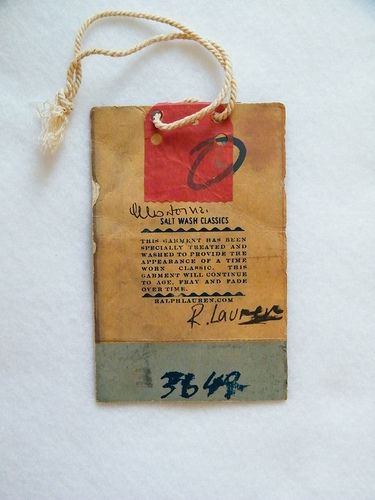 SALT WASH CLASSICS
THIS GARMENT HAS BEEN
SPECIALLY TREATED AND
WASHED TO PROVIDE THE
APPEARANCE OF A TIME
WORN CLASSIC. THIS
GARMENT WILL CONTINUE
TO AGE, FRAY AND FADE
OVER TIME.
RALPHLAUREN.COM
R. Lauren